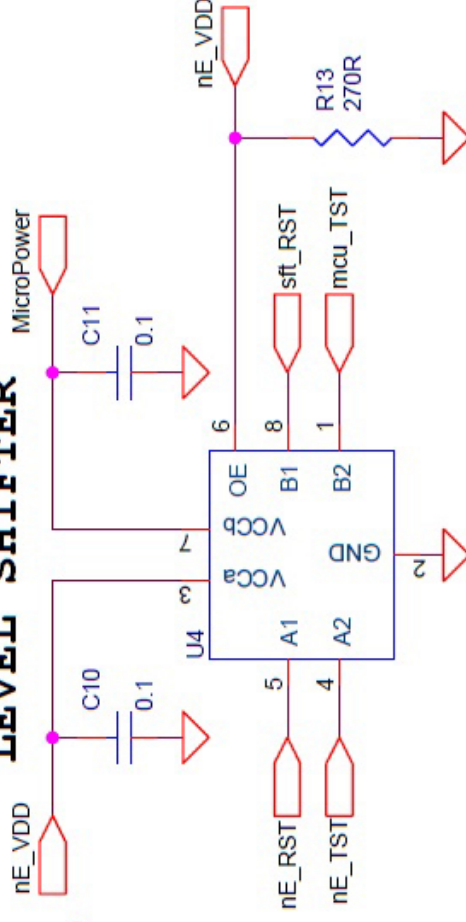 LEVEL SHIFTER
nE_VDD
C10
0.1
MicroPower
C11
0.1
nE_VDD
R13
270R
U4
3
VCCa
7
VCCb
6
OE
nE_RST
5
A1
B1
8
sft_RST
nE_TST
4
A2
B2
1
mcu_TST
GND
2